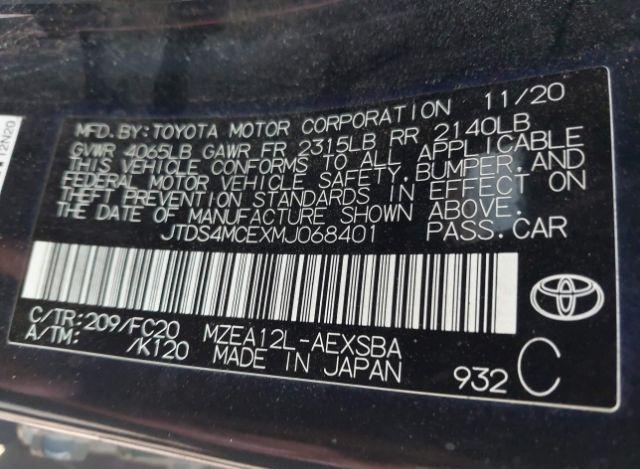 MFD.BY:TOYOTA MOTOR CORPORATION 11/20
GVWR 4065LB GAWR FR 2315LB RR 2140LB
THIS VEHICLE CONFORMS TO ALL APPLICABLE
FEDERAL MOTOR VEHICLE SAFETY,BUMPER,AND
THEFT PREVENTION STANDARDS IN EFFECT ON
THE DATE OF MANUFACTURE SHOWN ABOVE.
JTDS4MCEXMJ068401 PASS.CAR
C/TR:209/FC20 MZEA12L-AEXSBA
A/TM: /K120 MADE IN JAPAN
932 C
12N20